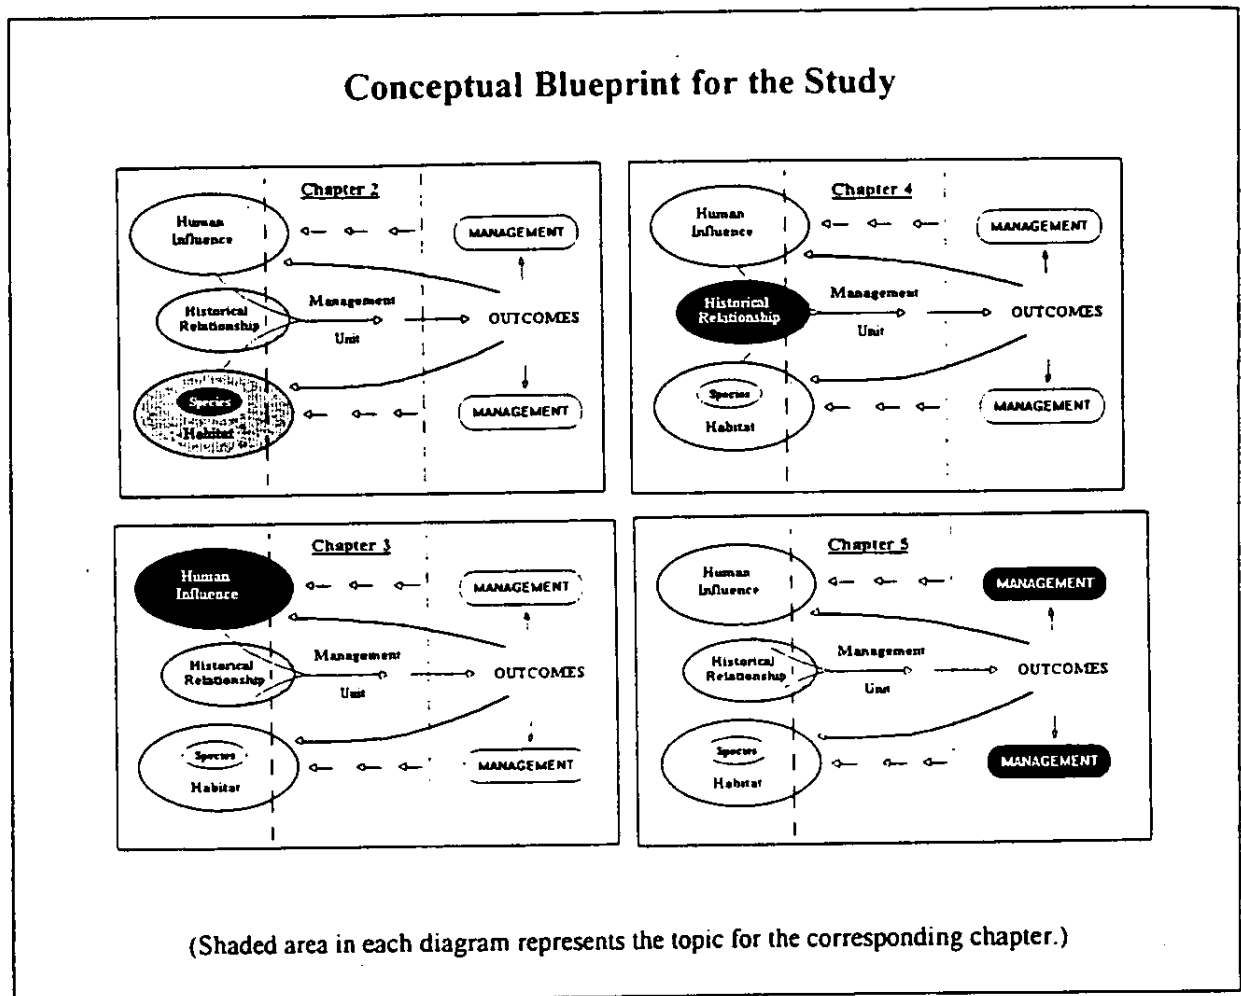 Conceptual Blueprint for the Study
Chapter 2
Human
Influence
MANAGEMENT
Historical
Relationship
Management
Unit
OUTCOMES
Species
Habitat
MANAGEMENT
Chapter 4
Human
Influence
MANAGEMENT
Historical
Relationship
Management
Unit
OUTCOMES
Species
Habitat
MANAGEMENT
Chapter 3
Human
Influence
MANAGEMENT
Historical
Relationship
Management
Unit
OUTCOMES
Species
Habitat
MANAGEMENT
Chapter 5
Human
Influence
MANAGEMENT
Historical
Relationship
Management
Unit
OUTCOMES
Species
Habitat
MANAGEMENT
(Shaded area in each diagram represents the topic for the corresponding chapter.)